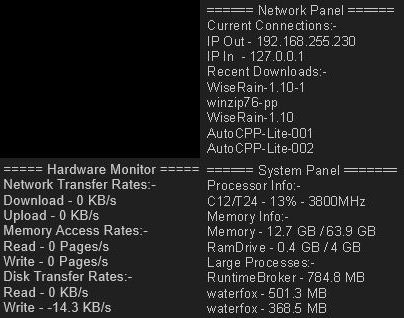 ====== Network Panel ======
Current Connections:-
IP Out - 192.168.255.230
IP In - 127.0.0.1
Recent Downloads:-
WiseRain-1.10-1
winzip76-pp
WiseRain-1.10
AutoCPP-Lite-001
AutoCPP-Lite-002
===== Hardware Monitor =====
Network Transfer Rates:-
Download - 0 KB/s
Upload - 0 KB/s
Memory Access Rates:-
Read - 0 Pages/s
Write - 0 Pages/s
Disk Transfer Rates:-
Read - 0 KB/s
Write - -14.3 KB/s
====== System Panel =======
Processor Info:-
C12/T24 - 13% - 3800MHz
Memory Info:-
Memory - 12.7 GB / 63.9 GB
RamDrive - 0.4 GB / 4 GB
Large Processes:-
RuntimeBroker - 784.8 MB
waterfox - 501.3 MB
waterfox - 368.5 MB